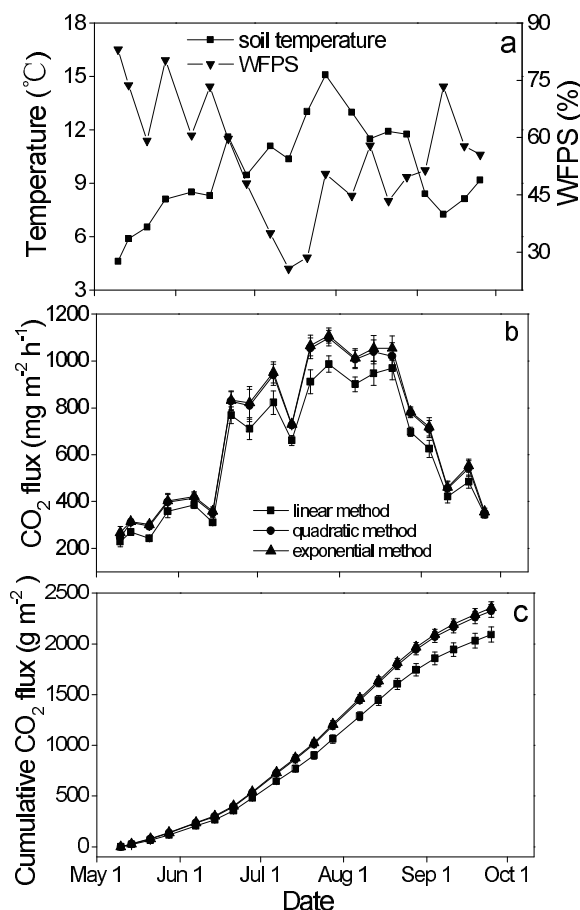 a
soil temperature
WFPS
Temperature (℃)
18
15
12
9
6
3
WFPS (%)
90
75
60
45
30
b
CO2 flux (mg m-2 h-1)
1200
1000
800
600
400
200
linear method
quadratic method
exponential method
c
Cumulative CO2 flux (g m-2)
2500
2000
1500
1000
500
0
May 1 Jun 1 Jul 1 Aug 1 Sep 1 Oct 1
Date